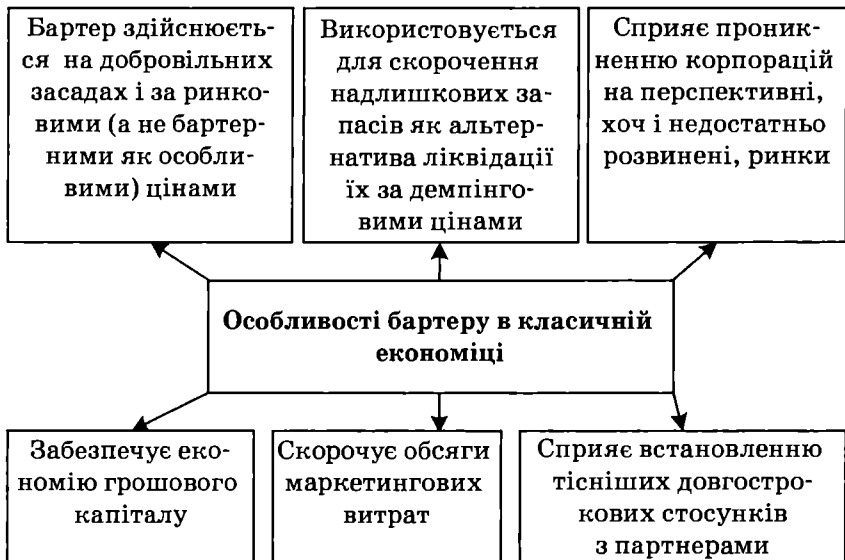 Бартер здійснюєть-
ся на добровільних
засадах і за ринко-
вими (а не бартер-
ними як особли-
вими) цінами
Використовується
для скорочення
надлишкових за-
пасів як альтер-
натива ліквідації
їх за демпінго-
вими цінами
Сприяє проник-
ненню корпорацій
на перспективні,
хоч і недостатньо
розвинені, ринки
Особливості бартеру в класичній
економіці
Забезпечує еко-
номію грошового
капіталу
Скорочує обсяги
маркетингових
витрат
Сприяє встановленню
тісніших довгостро-
кових стосунків
з партнерами